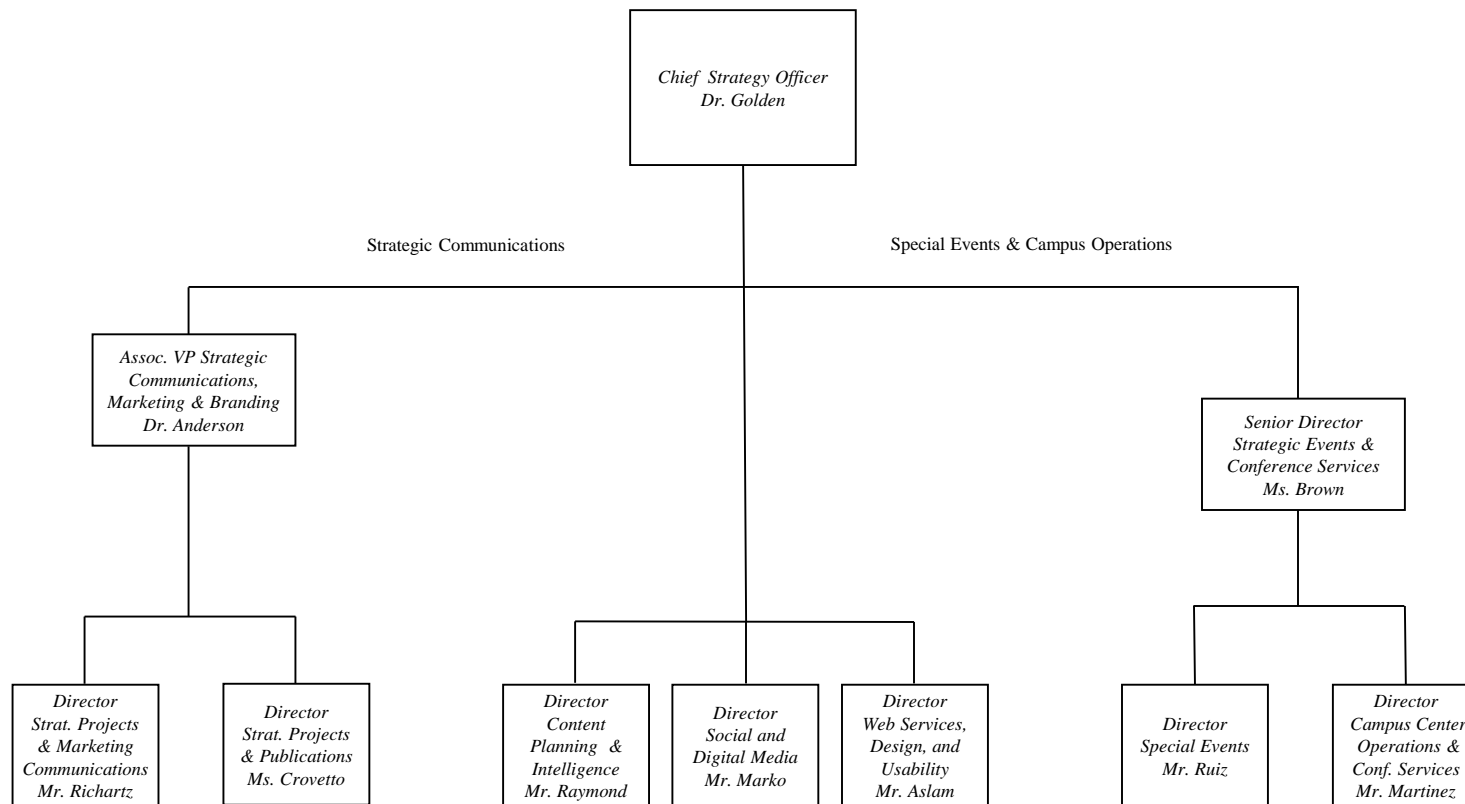 Chief Strategy Officer
Dr. Golden
Strategic Communications
Special Events & Campus Operations
Assoc. VP Strategic
Communications,
Marketing & Branding
Dr. Anderson
Senior Director
Strategic Events &
Conference Services
Ms. Brown
Director
Strat. Projects
& Marketing
Communications
Mr. Richartz
Director
Strat. Projects
& Publications
Ms. Crovetto
Director
Content
Planning &
Intelligence
Mr. Raymond
Director
Social and
Digital Media
Mr. Marko
Director
Web Services,
Design, and
Usability
Mr. Aslam
Director
Special Events
Mr. Ruiz
Director
Campus Center
Operations &
Conf. Services
Mr. Martinez